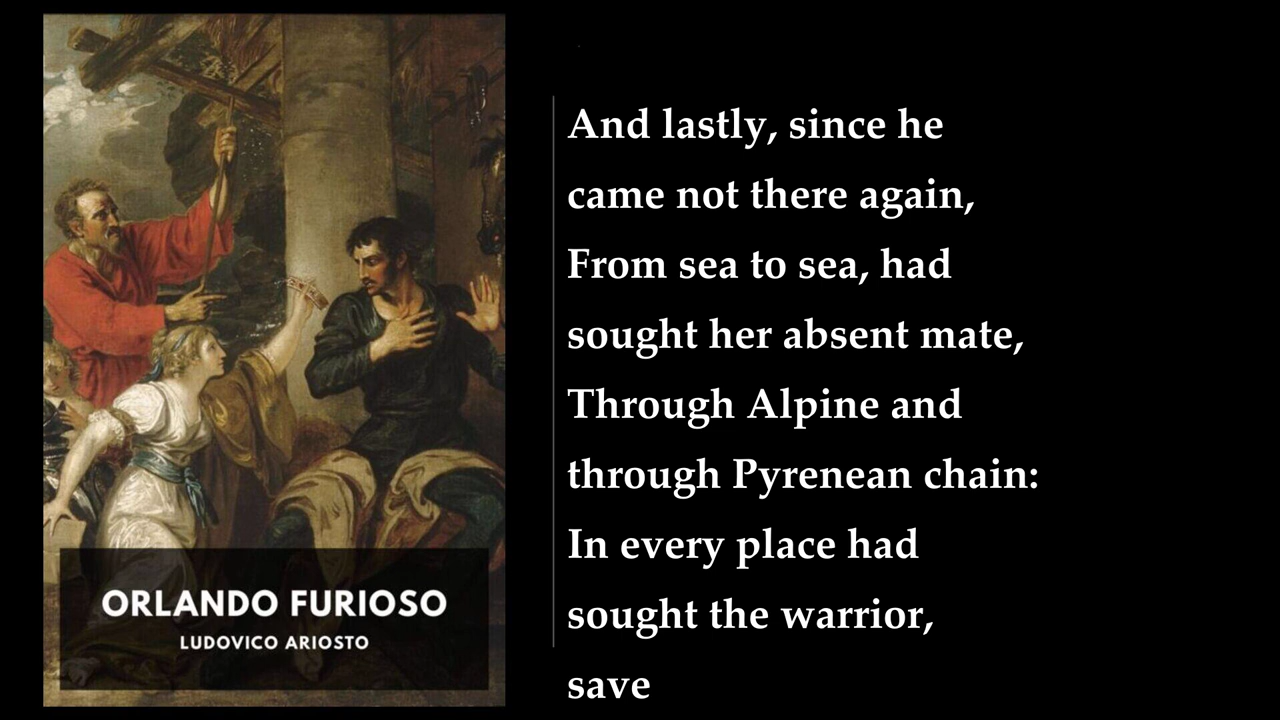 ORLANDO FURIOSO
LUDOVICO ARIOSTO
And lastly, since he
came not there again,
From sea to sea, had
sought her absent mate,
Through Alpine and
through Pyrenean chain:
In every place had
sought the warrior,
save